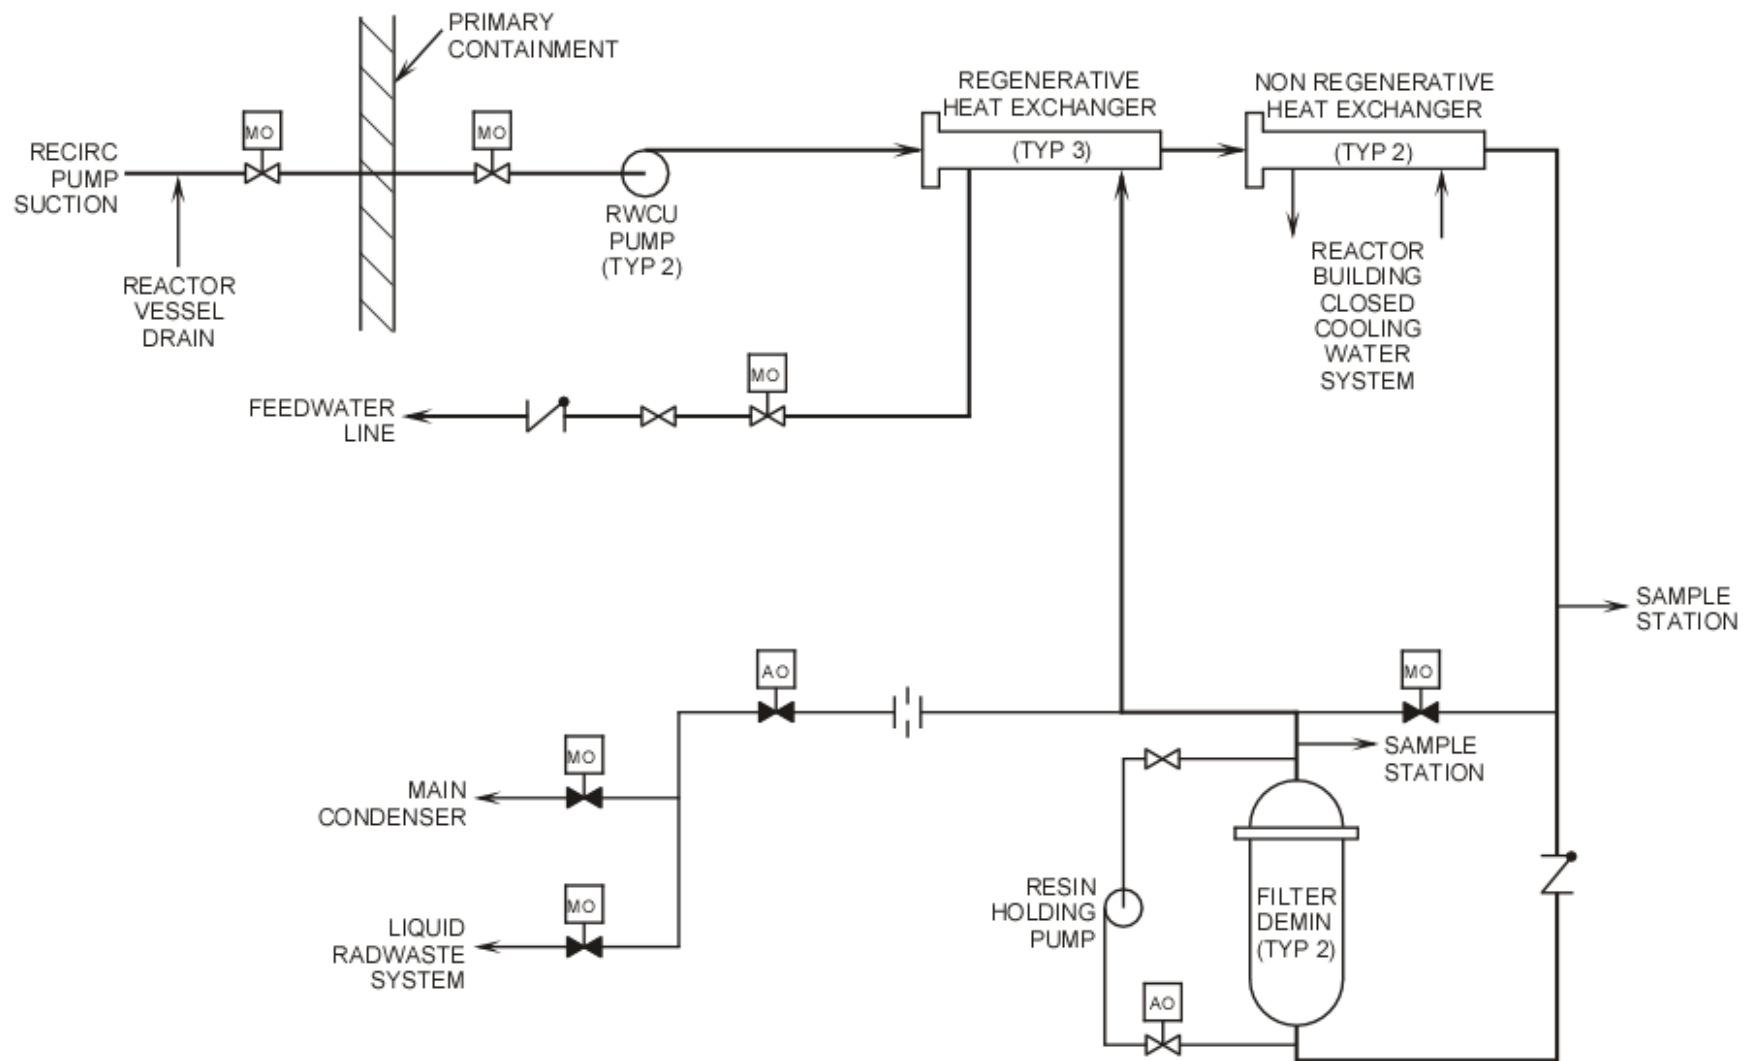 PRIMARY
CONTAINMENT
MO
MO
RECIRC
PUMP
SUCTION
REACTOR
VESSEL
DRAIN
RWCU
PUMP
(TYP 2)
REGENERATIVE
HEAT EXCHANGER
(TYP 3)
NON REGENERATIVE
HEAT EXCHANGER
(TYP 2)
REACTOR
BUILDING
CLOSED
COOLING
WATER
SYSTEM
MO
FEEDWATER
LINE
SAMPLE
STATION
AO
MO
SAMPLE
STATION
MO
MAIN
CONDENSER
MO
LIQUID
RADWASTE
SYSTEM
RESIN
HOLDING
PUMP
FILTER
DEMIN
(TYP 2)
AO